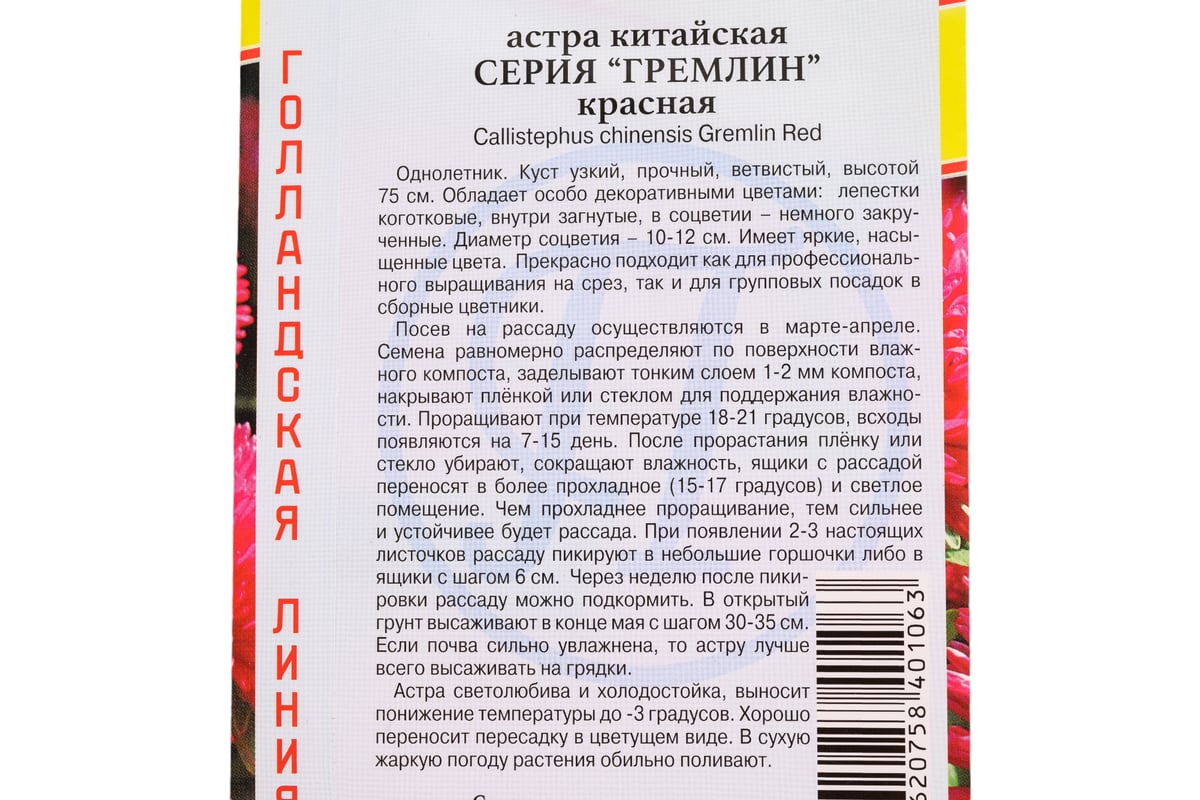 астра китайская
СЕРИЯ “ГРЕМЛИН”
красная
Callistephus chinensis Gremlin Red
Однолетник. Куст узкий, прочный, ветвистый, высотой
75 см. Обладает особо декоративными цветами: лепестки
коготковые, внутри загнутые, в соцветии – немного закру-
ченные. Диаметр соцветия – 10-12 см. Имеет яркие, насы-
щенные цвета. Прекрасно подходит как для профессиональ-
ного выращивания на срез, так и для групповых посадок в
сборные цветники.
Посев на рассаду осуществляются в марте-апреле.
Семена равномерно распределяют по поверхности влаж-
ного компоста, заделывают тонким слоем 1-2 мм компоста,
накрывают плёнкой или стеклом для поддержания влажно-
сти. Проращивают при температуре 18-21 градусов, всходы
появляются на 7-15 день. После прорастания плёнку или
стекло убирают, сокращают влажность, ящики с рассадой
переносят в более прохладное (15-17 градусов) и светлое
помещение. Чем прохладнее проращивание, тем сильнее
и устойчивее будет рассада. При появлении 2-3 настоящих
листочков рассаду пикируют в небольшие горшочки либо в
ящики с шагом 6 см. Через неделю после пики-
ровки рассаду можно подкормить. В открытый
грунт высаживают в конце мая с шагом 30-35 см.
Если почва сильно увлажнена, то астру лучше
всего высаживать на грядки.
Астра светолюбива и холодостойка, выносит
понижение температуры до -3 градусов. Хорошо
переносит пересадку в цветущем виде. В сухую
жаркую погоду растения обильно поливают.
ГОЛЛАНДСКАЯ ЛИНИЯ
620758 401063